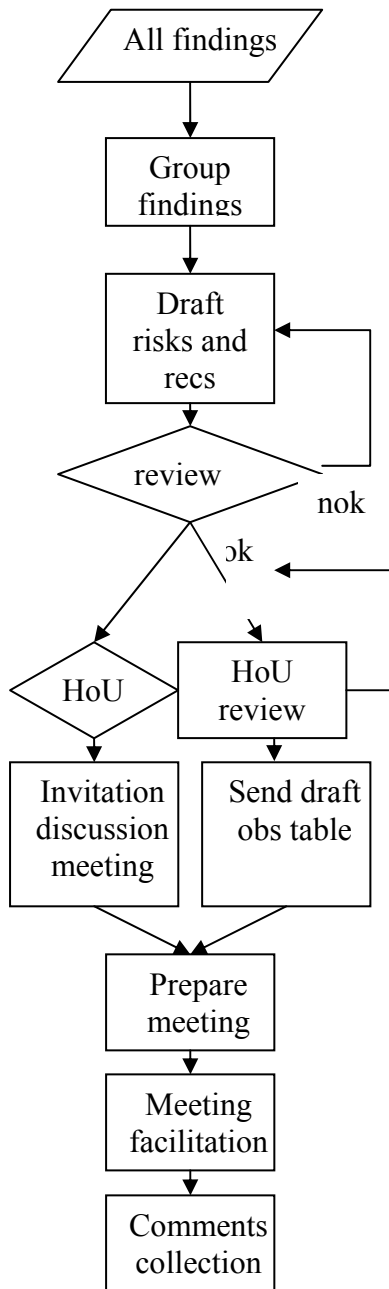 All findings
Group
findings
Draft
risks and
recs
review
nok
ok
HoU
HoU
review
Invitation
discussion
meeting
Send draft
obs table
Prepare
meeting
Meeting
facilitation
Comments
collection